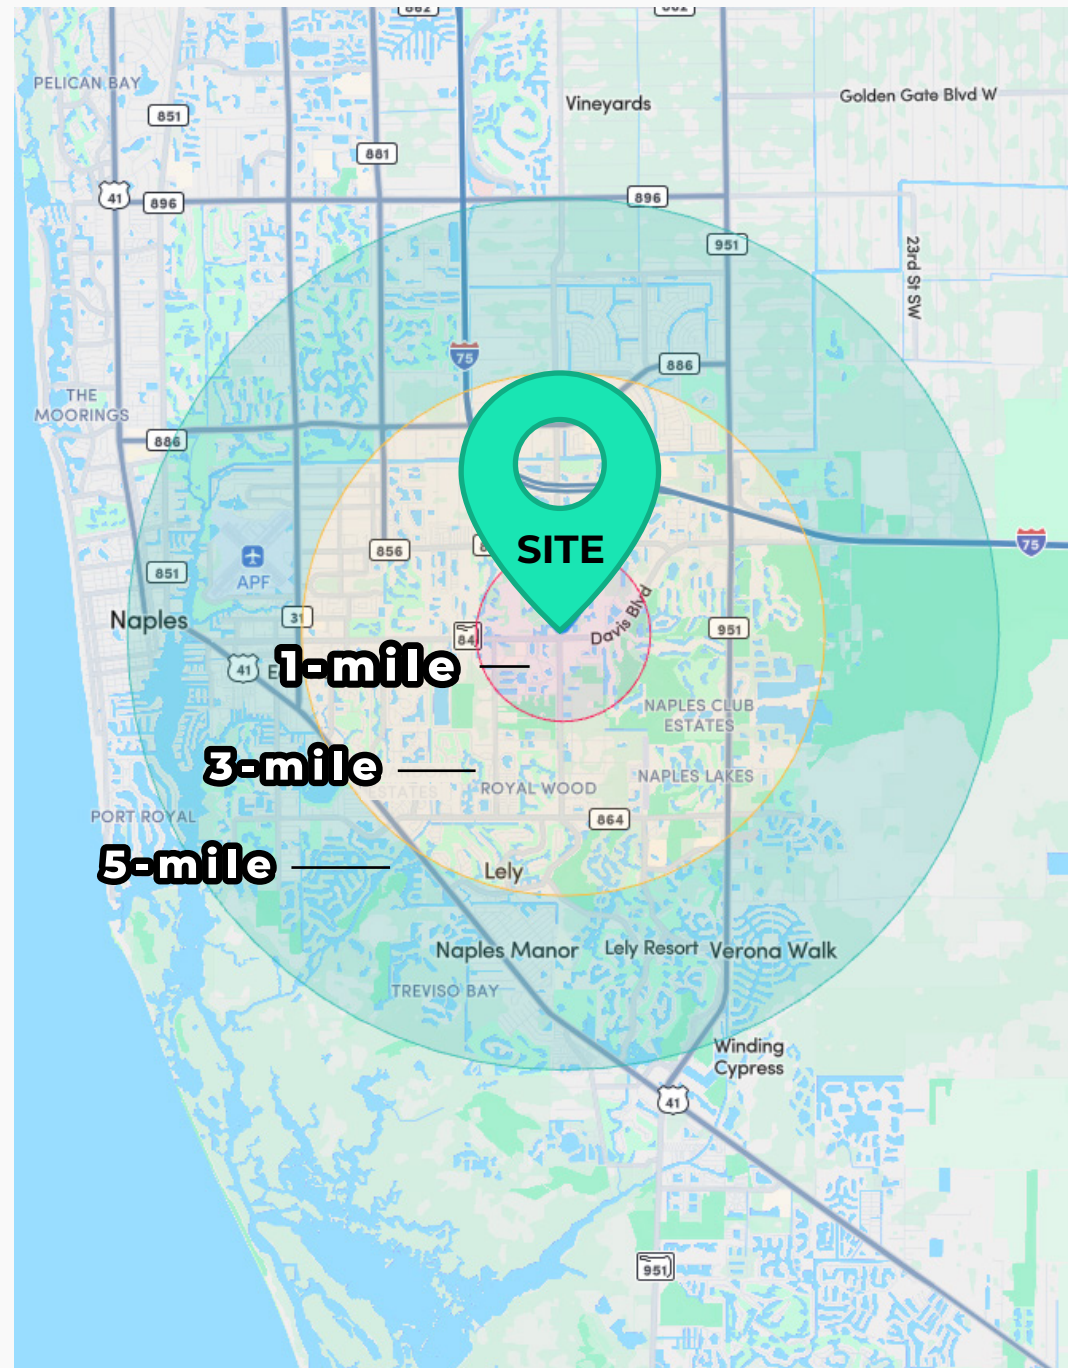 862
862
PELICAN BAY
Vineyards
Golden Gate Blvd W
851
881
41
896
896
951
23rd St SW
75
886
THE
MOORINGS
886
856
SITE
75
APF
851
Naples
31
84
Davis Blvd
951
41
1-mile
NAPLES CLUB
ESTATES
3-mile
ROYAL WOOD
NAPLES LAKES
ESTATES
PORT ROYAL
864
5-mile
Lely
Naples Manor
Lely Resort
Verona Walk
TREVISO BAY
Winding
Cypress
41
951